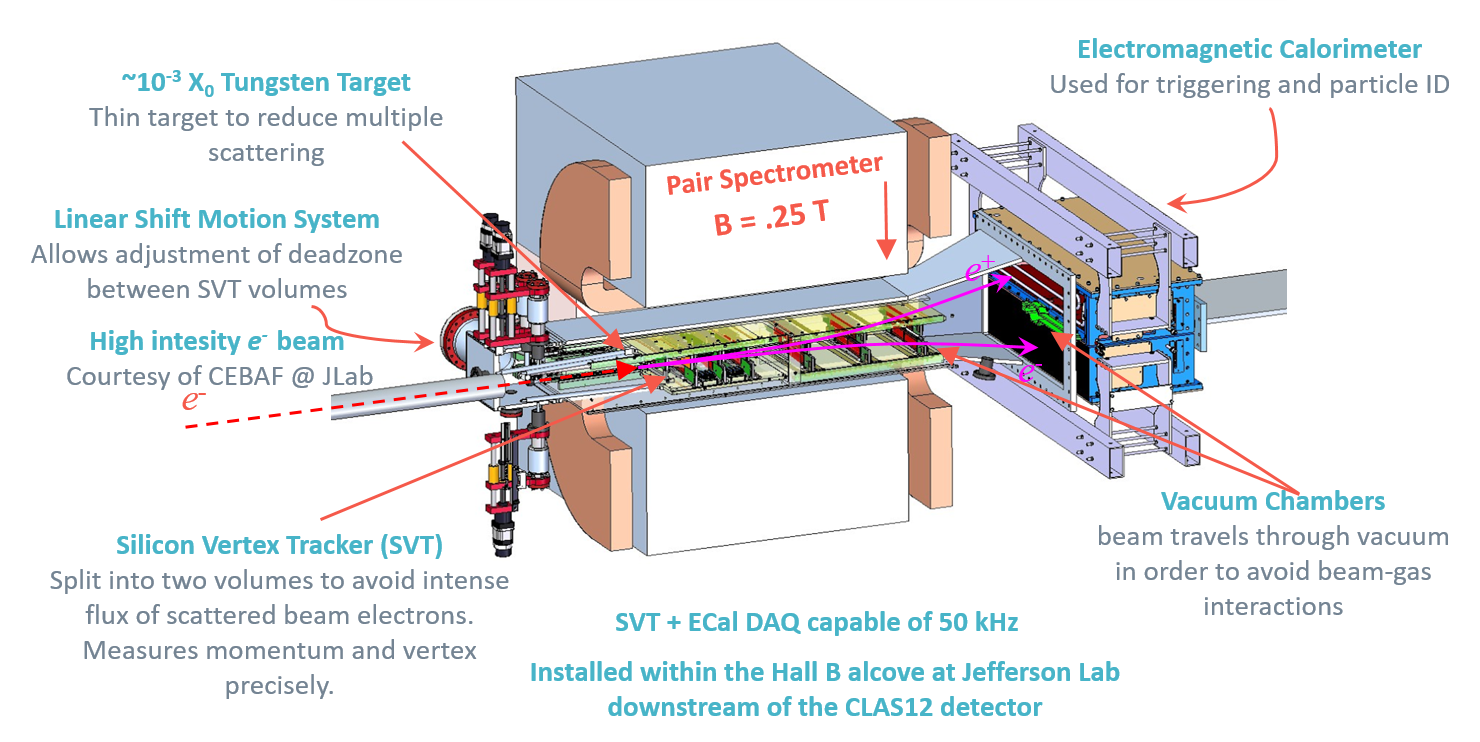 ~10⁻³ X₀ Tungsten Target
Thin target to reduce multiple
scattering
Linear Shift Motion System
Allows adjustment of deadzone
between SVT volumes
High intesity e⁻ beam
Courtesy of CEBAF @ JLab
e⁻
Silicon Vertex Tracker (SVT)
Split into two volumes to avoid intense
flux of scattered beam electrons.
Measures momentum and vertex
precisely.
Pair Spectrometer
B = .25 T
e⁺
e⁻
Electromagnetic Calorimeter
Used for triggering and particle ID
Vacuum Chambers
beam travels through vacuum
in order to avoid beam-gas
interactions
SVT + ECal DAQ capable of 50 kHz
Installed within the Hall B alcove at Jefferson Lab
downstream of the CLAS12 detector